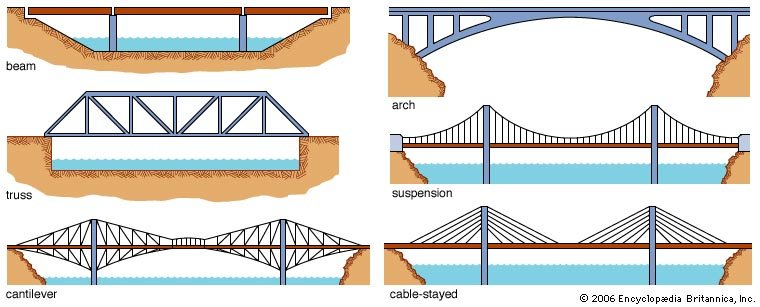 beam
arch
truss
suspension
cantilever
cable-stayed
© 2006 Encyclopædia Britannica, Inc.